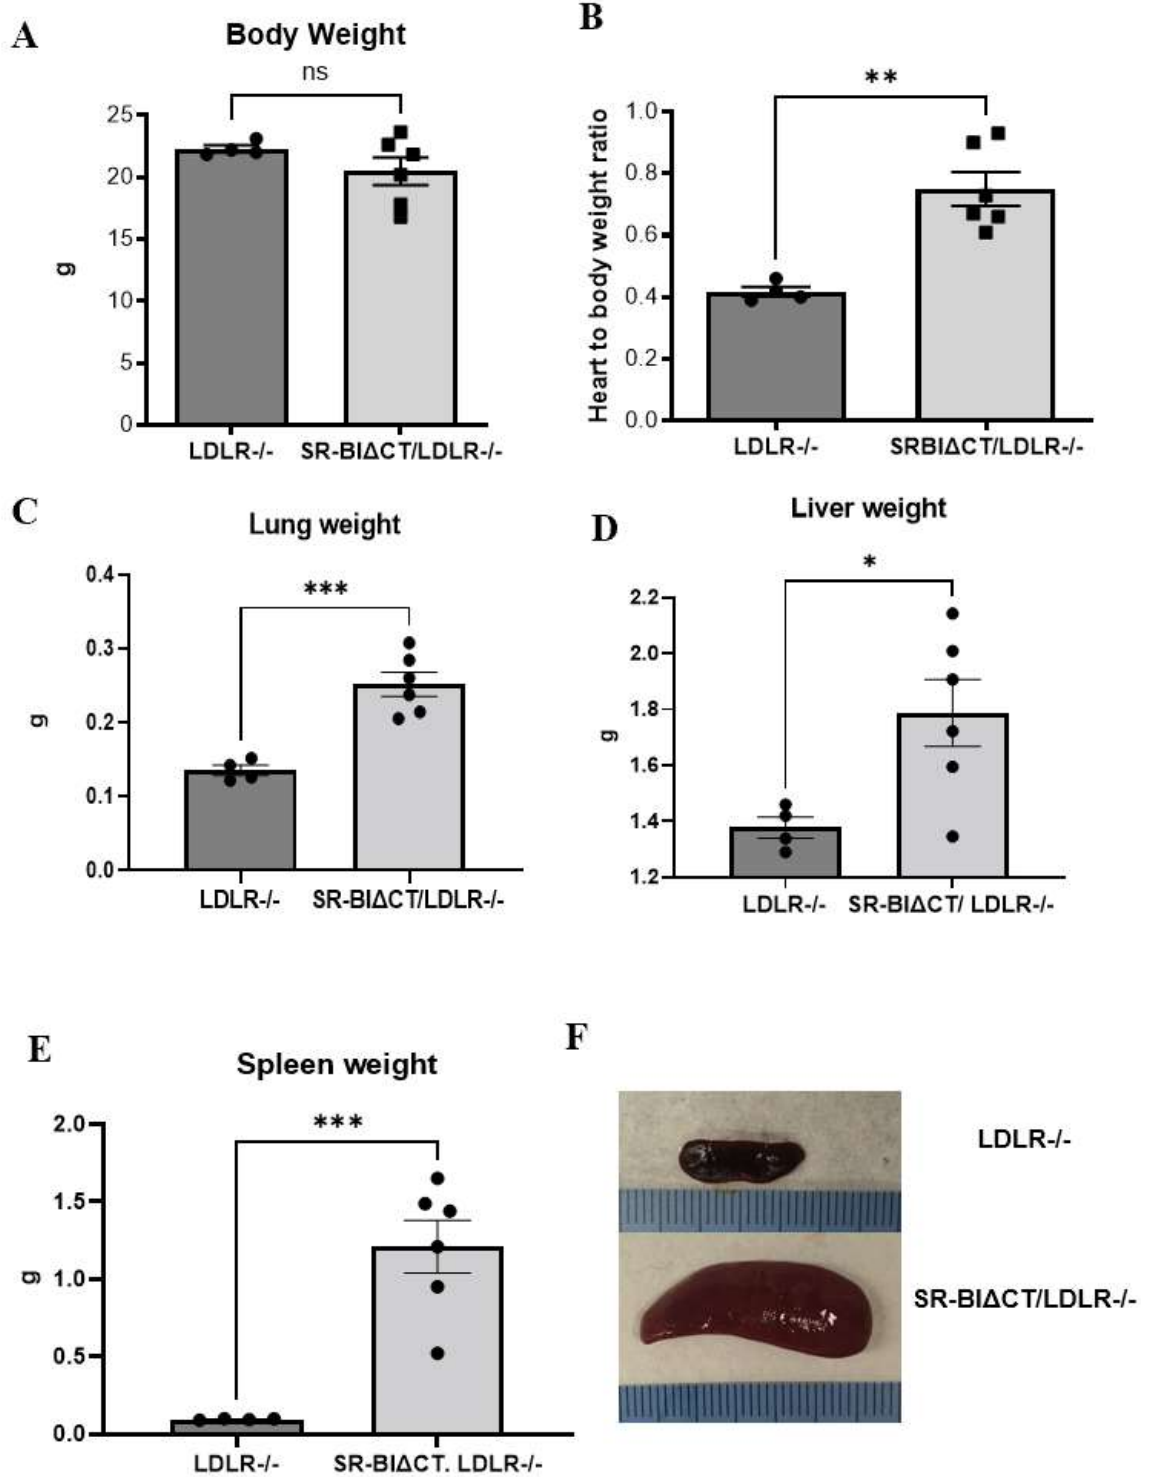 A
Body Weight
ns
25
20
15
10
5
0
g
LDLR-/-
SR-BIΔCT/LDLR-/-
B
**
1.0
0.8
0.6
0.4
0.2
0.0
Heart to body weight ratio
LDLR-/-
SRBIΔCT/LDLR-/-
C
Lung weight
***
0.4
0.3
0.2
0.1
0.0
g
LDLR-/-
SR-BIΔCT/LDLR-/-
D
Liver weight
*
2.2
2.0
1.8
1.6
1.4
1.2
g
LDLR-/-
SR-BIΔCT/ LDLR-/-
E
Spleen weight
***
2.0
1.5
1.0
0.5
0.0
g
LDLR-/-
SR-BIΔCT. LDLR-/-
F
LDLR-/-
SR-BIΔCT/LDLR-/-